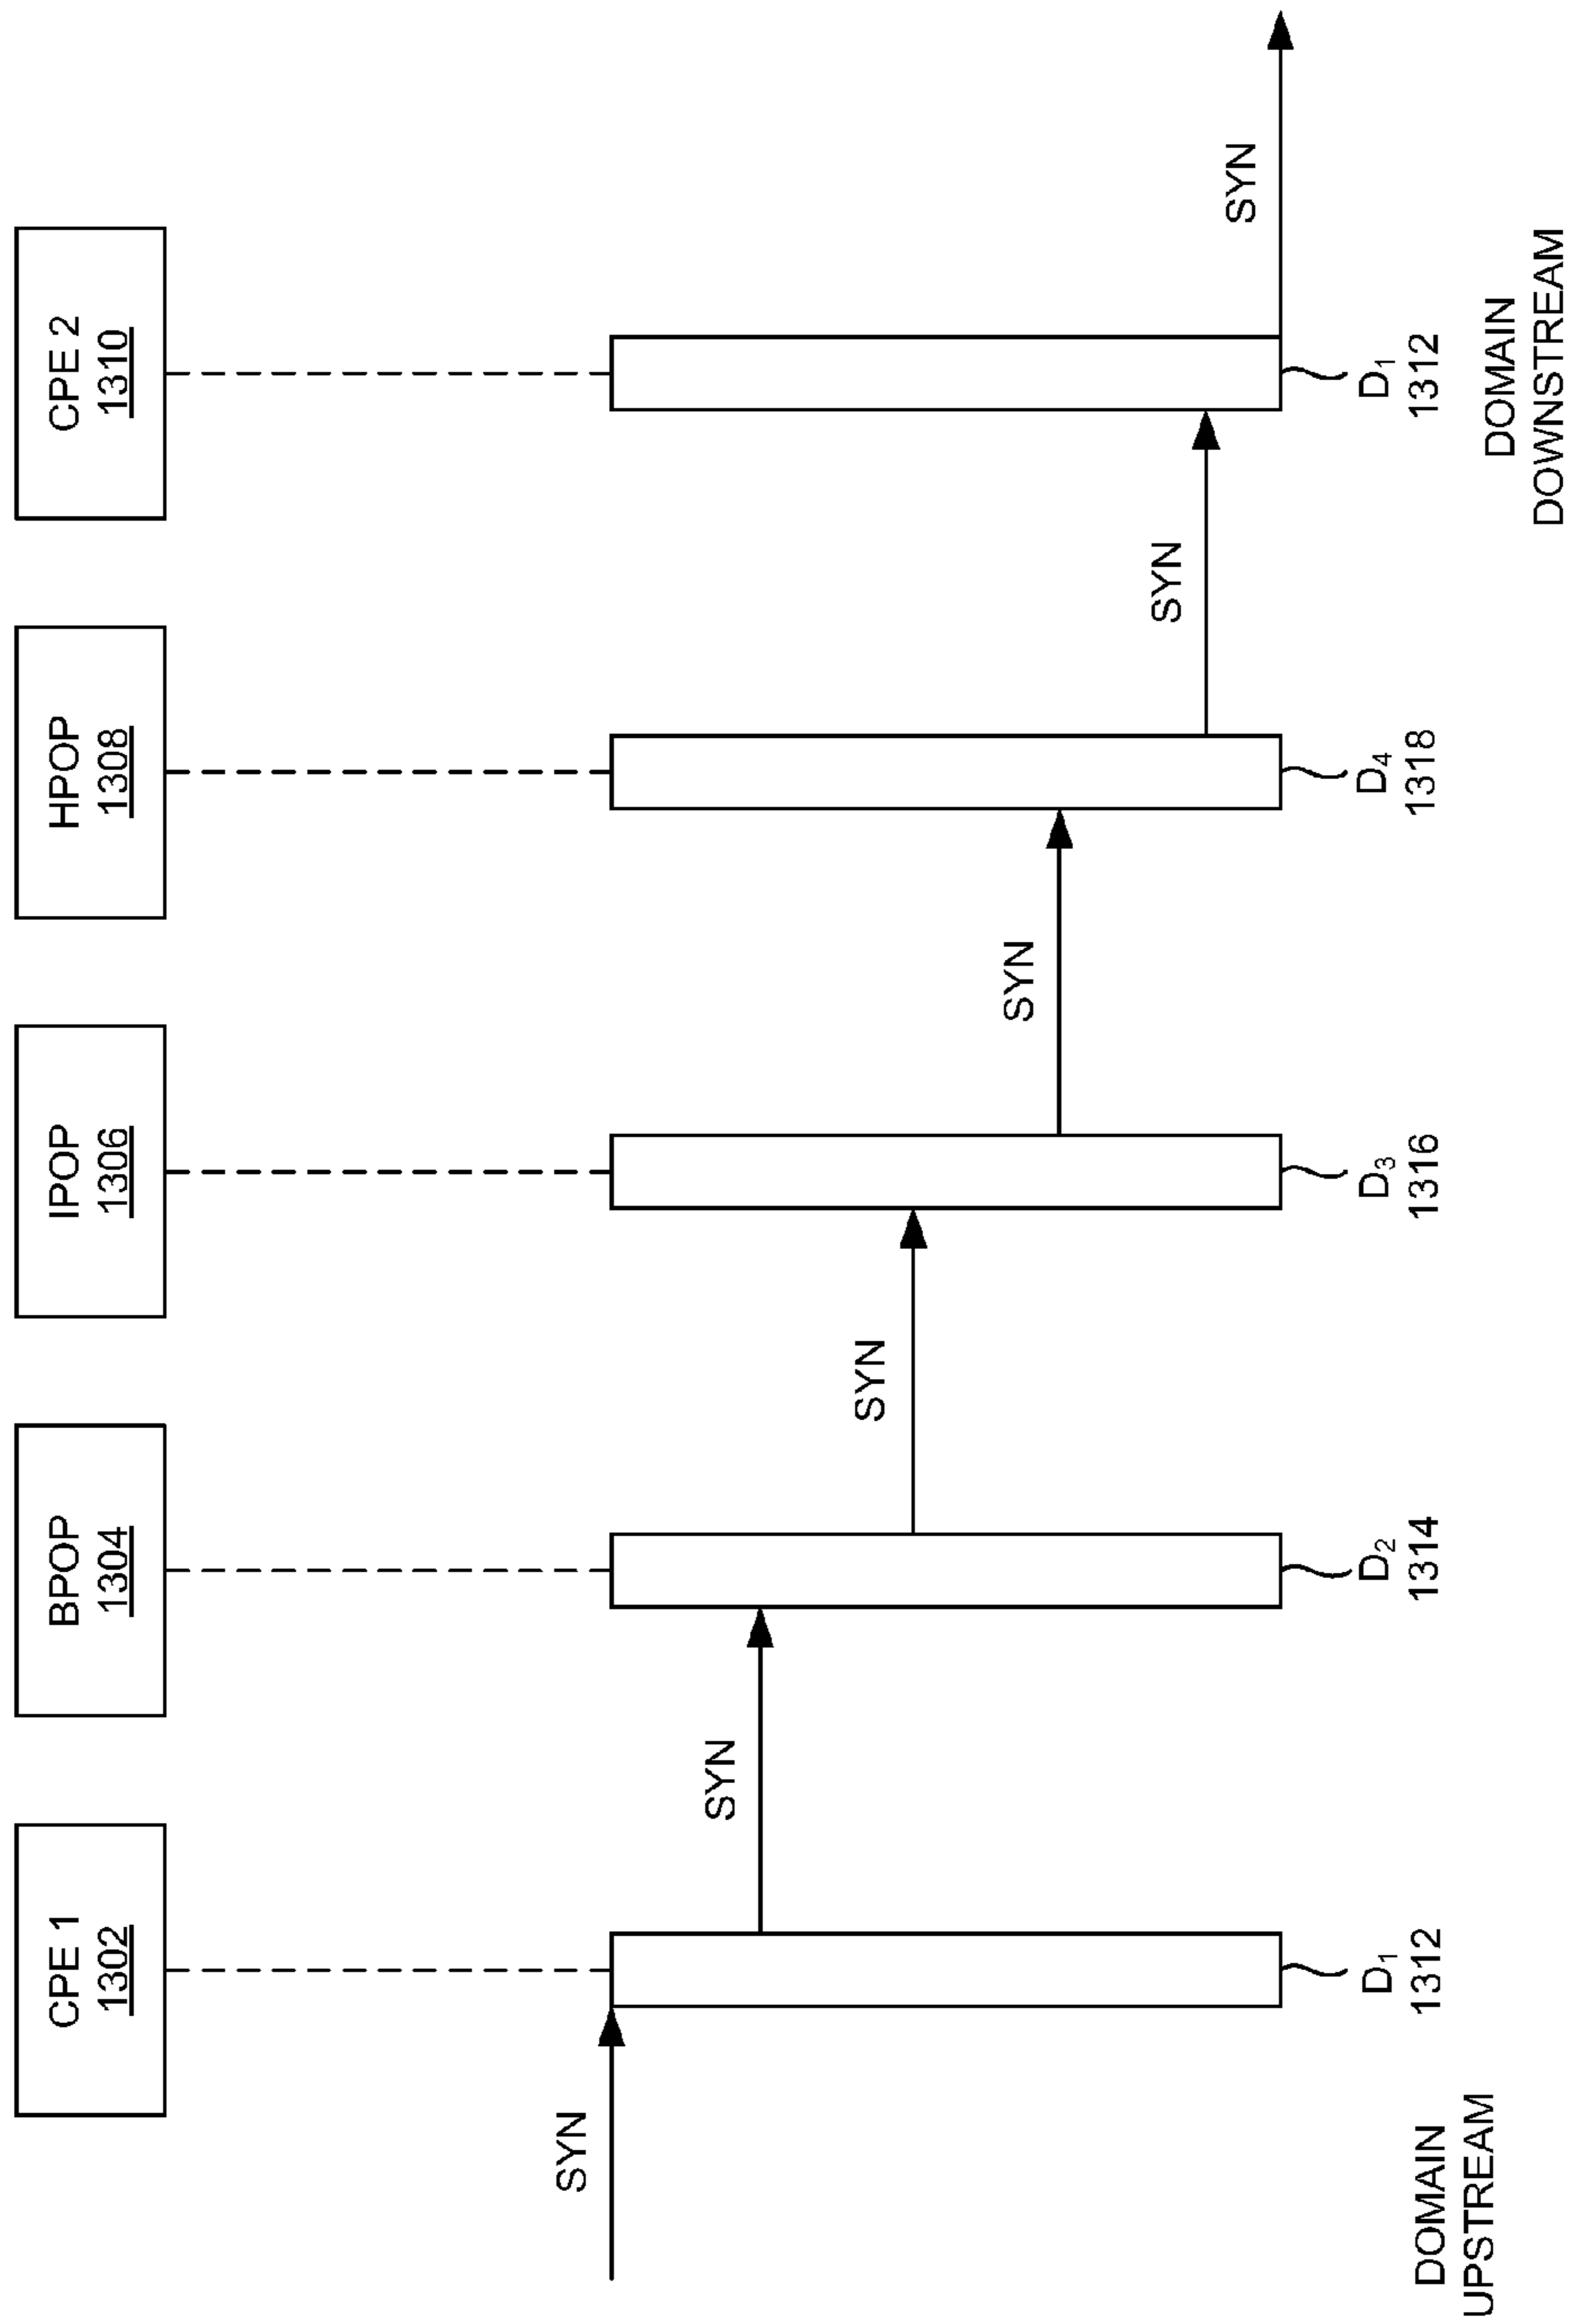 CPE 1
1302
BPOP
1304
IPOP
1306
HPOP
1308
CPE 2
1310
SYN
SYN
SYN
SYN
SYN
SYN
D1
1312
D2
1314
D3
1316
D4
1318
D1
1312
DOMAIN
UPSTREAM
DOMAIN
DOWNSTREAM